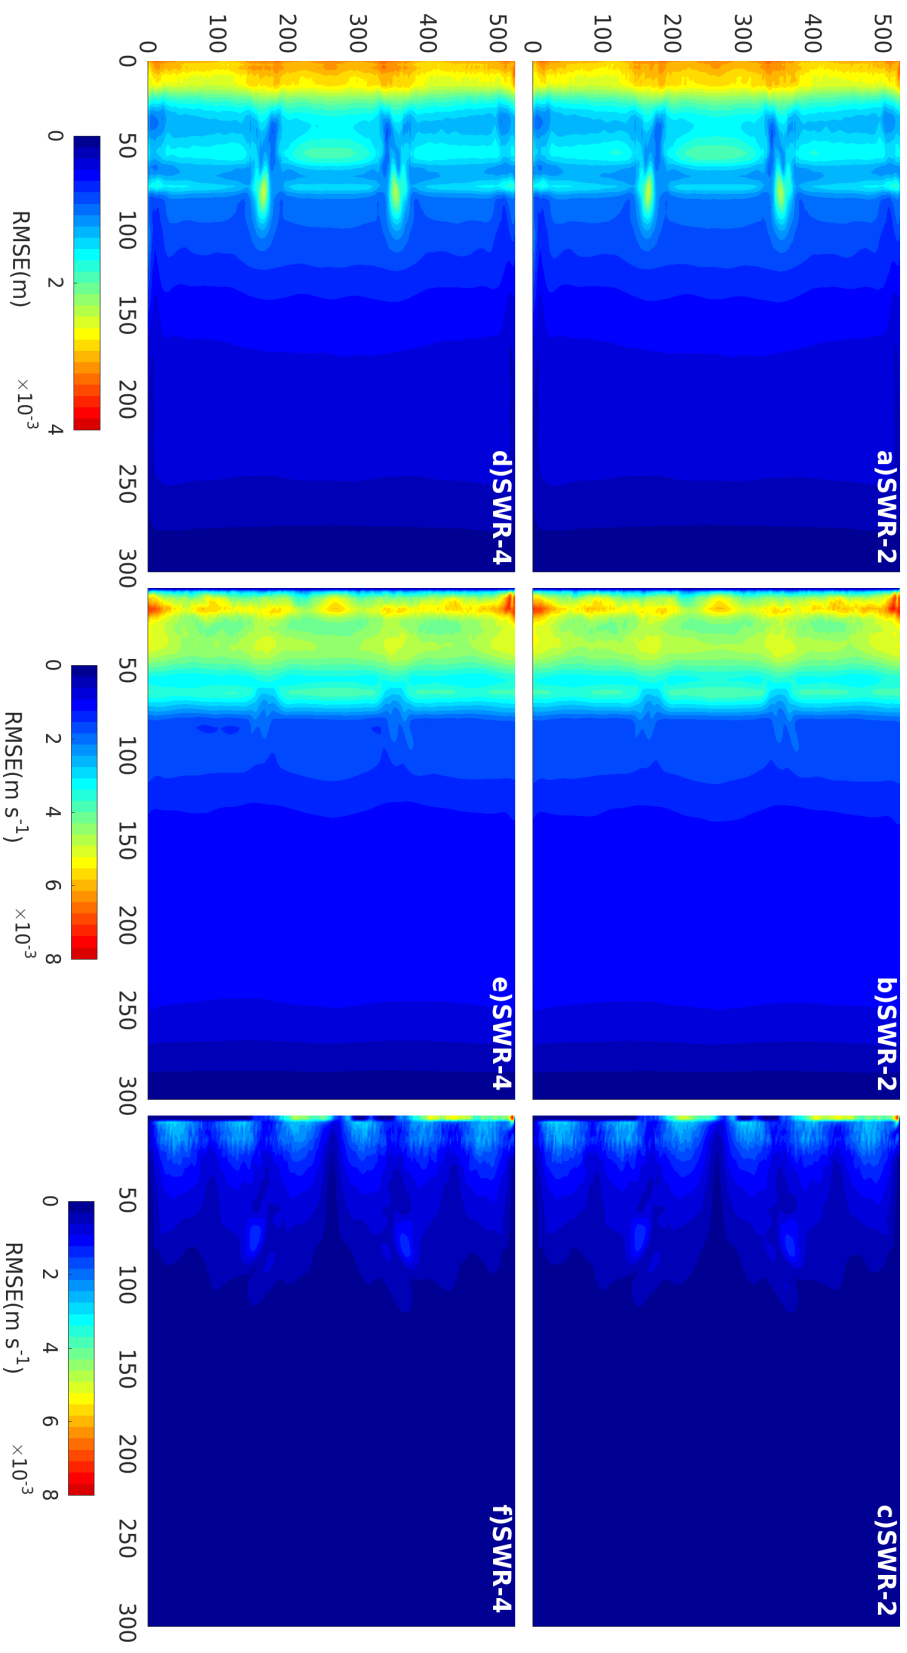 a)SWR-2 b)SWR-2 c)SWR-2
500
400
300
200
100
0
d)SWR-4 e)SWR-4 f)SWR-4
500
400
300
200
100
0
0 50 100 150 200 250 300 50 100 150 200 250 300 50 100 150 200 250 300
0 2 4 0 2 4 6 8 0 2 4 6 8
RMSE(m) ×10⁻³ RMSE(m s⁻¹) ×10⁻³ RMSE(m s⁻¹) ×10⁻³